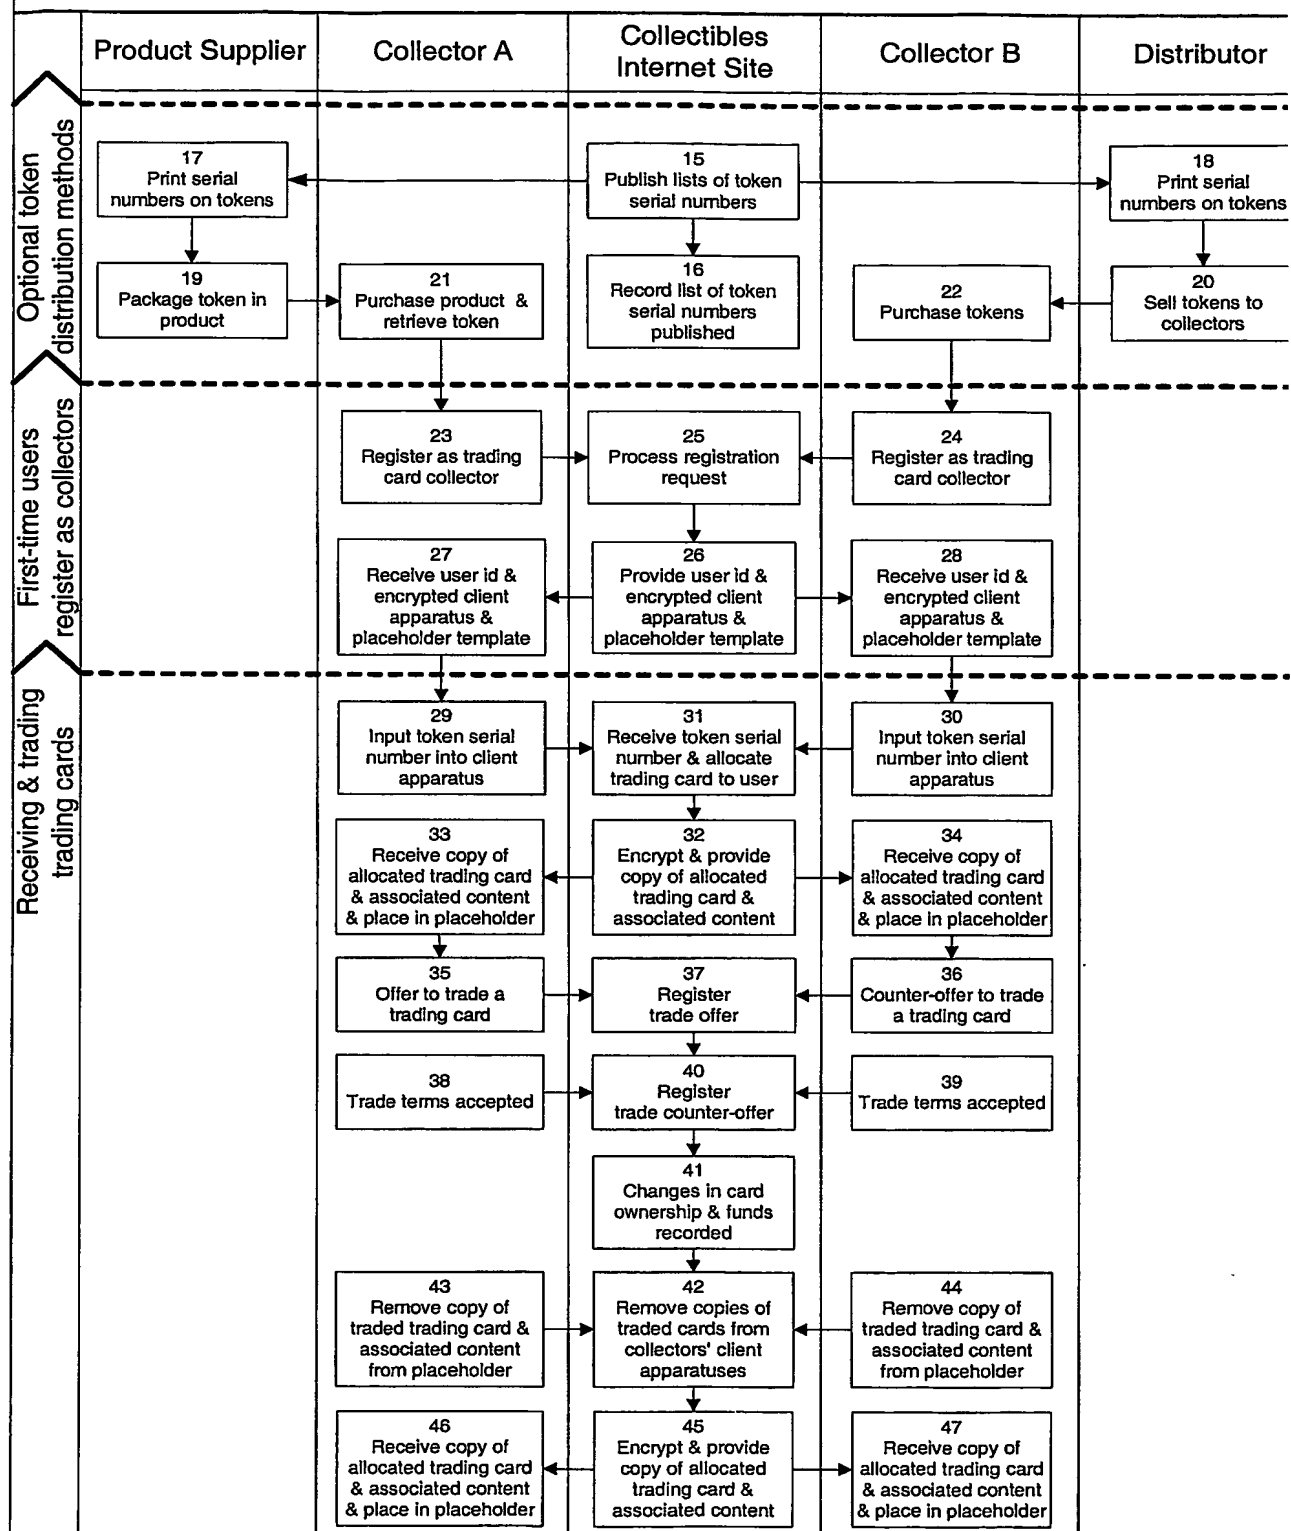 Product Supplier
Collector A
Collectibles
Internet Site
Collector B
Distributor
Optional token
distribution methods
17
Print serial
numbers on tokens
15
Publish lists of token
serial numbers
18
Print serial
numbers on tokens
19
Package token in
product
21
Purchase product &
retrieve token
16
Record list of token
serial numbers
published
22
Purchase tokens
20
Sell tokens to
collectors
First-time users
register as collectors
23
Register as trading
card collector
25
Process registration
request
24
Register as trading
card collector
27
Receive user id &
encrypted client
apparatus &
placeholder template
26
Provide user id &
encrypted client
apparatus &
placeholder template
28
Receive user id &
encrypted client
apparatus &
placeholder template
Receiving & trading
trading cards
29
Input token serial
number into client
apparatus
31
Receive token serial
number & allocate
trading card to user
30
Input token serial
number into client
apparatus
33
Receive copy of
allocated trading card
& associated content
& place in placeholder
32
Encrypt & provide
copy of allocated
trading card &
associated content
34
Receive copy of
allocated trading card
& associated content
& place in placeholder
35
Offer to trade a
trading card
37
Register
trade offer
36
Counter-offer to trade
a trading card
38
Trade terms accepted
40
Register
trade counter-offer
39
Trade terms accepted
41
Changes in card
ownership & funds
recorded
43
Remove copy of
traded trading card &
associated content
from placeholder
42
Remove copies of
traded cards from
collectors' client
apparatuses
44
Remove copy of
traded trading card &
associated content
from placeholder
46
Receive copy of
allocated trading card
& associated content
& place in placeholder
45
Encrypt & provide
copy of allocated
trading card &
associated content
47
Receive copy of
allocated trading card
& associated content
& place in placeholder